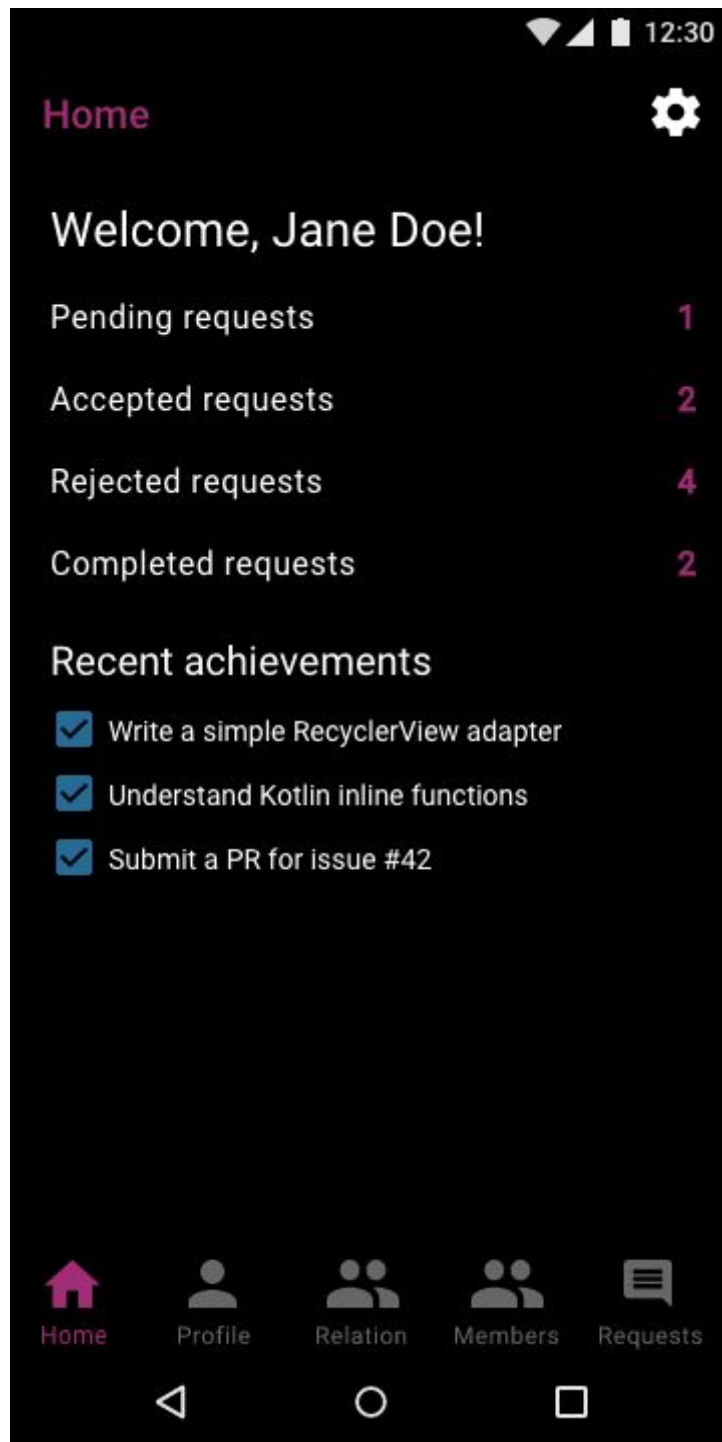 12:30
Home
Welcome, Jane Doe!
Pending requests 1
Accepted requests 2
Rejected requests 4
Completed requests 2
Recent achievements
Write a simple RecyclerView adapter
Understand Kotlin inline functions
Submit a PR for issue #42
Home Profile Relation Members Requests